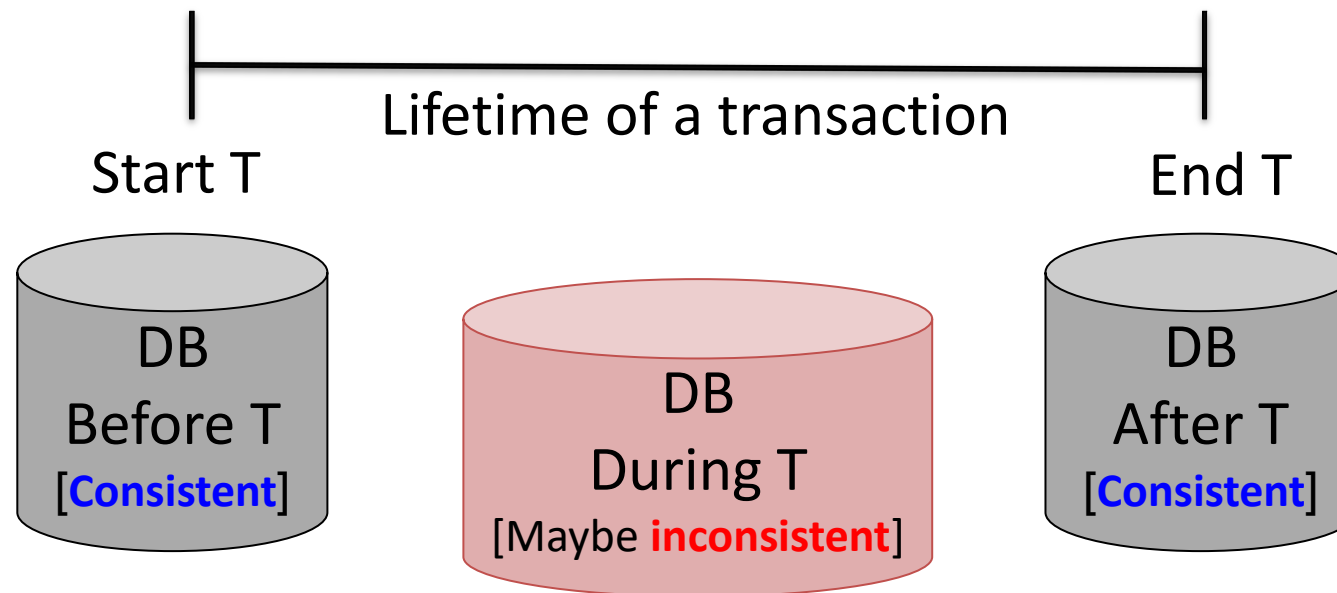 Lifetime of a transaction
Start T
End T
DB
Before T
[Consistent]
DB
During T
[Maybe inconsistent]
DB
After T
[Consistent]